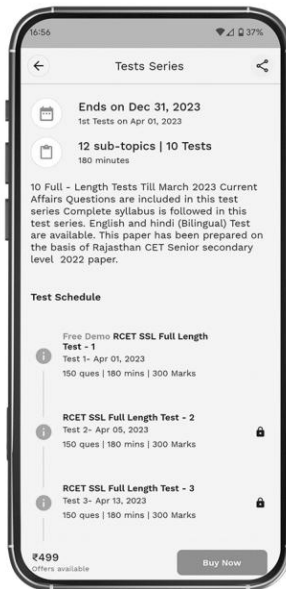 16:56
37%
Tests Series
Ends on Dec 31, 2023
1st Tests on Apr 01, 2023
12 sub-topics | 10 Tests
180 minutes
10 Full - Length Tests Till March 2023 Current
Affairs Questions are included in this test
series Complete syllabus is followed in this
test series. English and hindi (Bilingual) Test
are available. This paper has been prepared on
the basis of Rajasthan CET Senior secondary
level 2022 paper.
Test Schedule
Free Demo RCET SSL Full Length
Test - 1
Test 1- Apr 01, 2023
150 ques | 180 mins | 300 Marks
RCET SSL Full Length Test - 2
Test 2- Apr 05, 2023
150 ques | 180 mins | 300 Marks
RCET SSL Full Length Test - 3
Test 3- Apr 13, 2023
150 ques | 180 mins | 300 Marks
₹499
Offers available
Buy Now